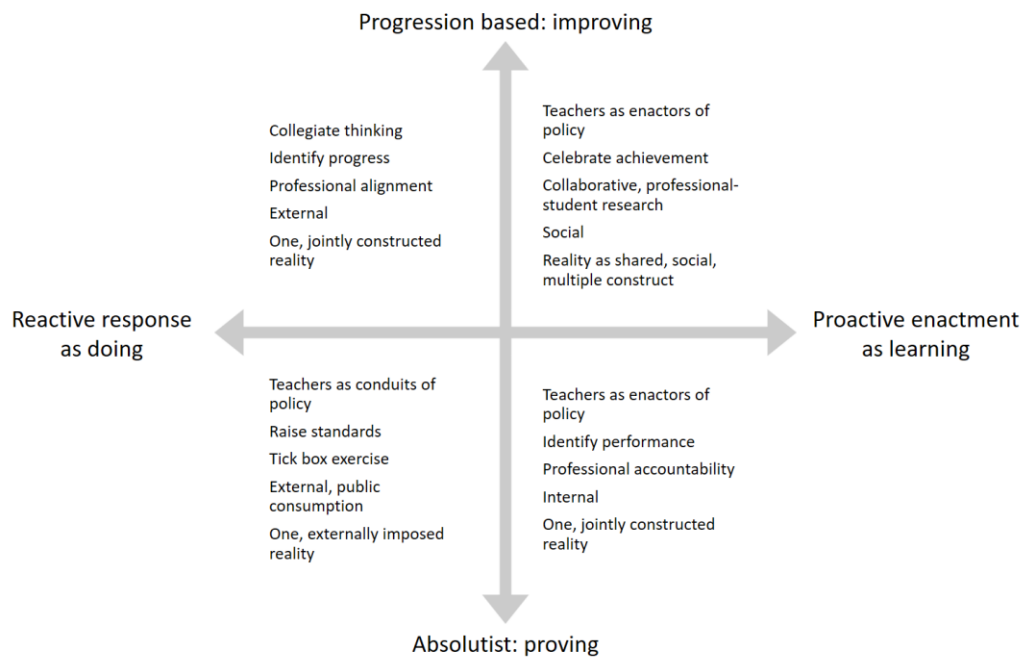 Progression based: improving
Collegiate thinking
Identify progress
Professional alignment
External
One, jointly constructed
reality
Teachers as enactors of
policy
Celebrate achievement
Collaborative, professional-
student research
Social
Reality as shared, social,
multiple construct
Reactive response
as doing
Proactive enactment
as learning
Teachers as conduits of
policy
Raise standards
Tick box exercise
External, public
consumption
One, externally imposed
reality
Teachers as enactors of
policy
Identify performance
Professional accountability
Internal
One, jointly constructed
reality
Absolutist: proving